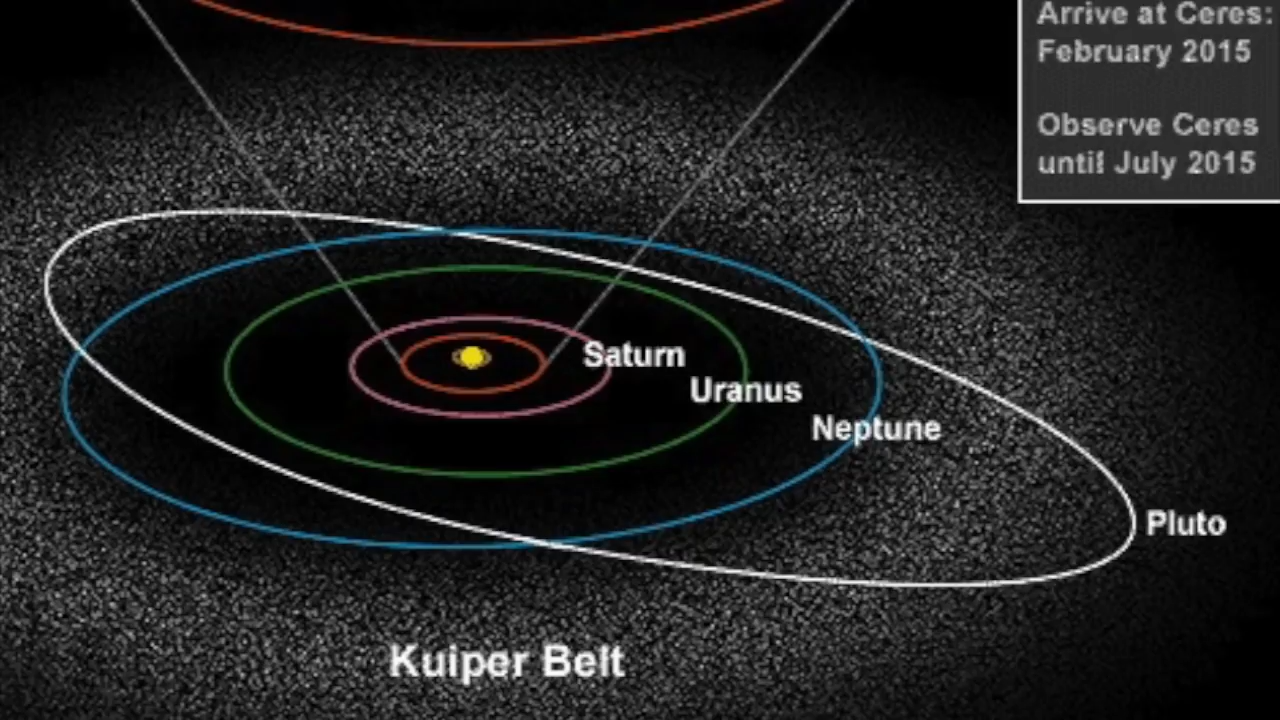 Arrive at Ceres:
February 2015
Observe Ceres
until July 2015
Saturn
Uranus
Neptune
Pluto
Kuiper Belt